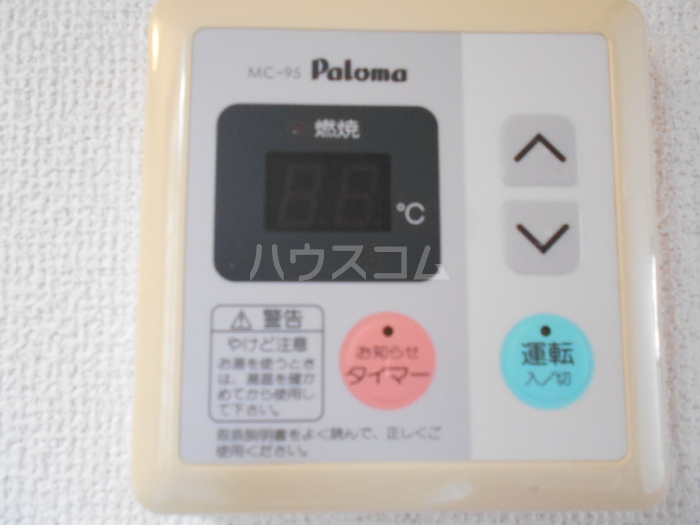 MC-95 Paloma
燃焼
88 ℃
ハウスコム
警告
やけど注意
お湯を使うとき
は、湯温を確か
めてから使用し
て下さい。
お知らせ
タイマー
運転
入/切
取扱説明書をよく読んで、正しくご
使用ください。